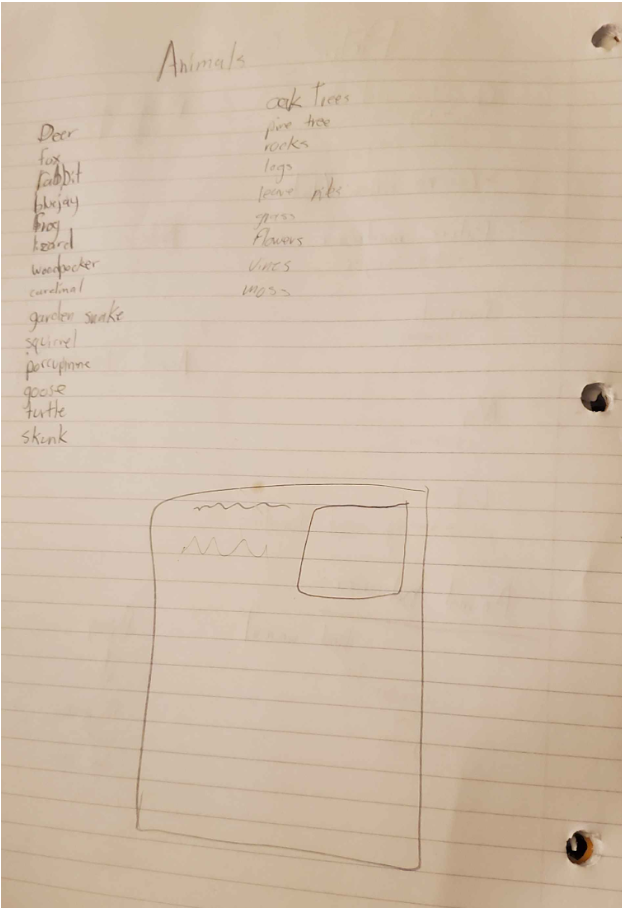 Animals
Deer
fox
rabbit
bluejay
frog
lizard
woodpecker
cardinal
garden snake
squirrel
porcupine
goose
turtle
skunk
oak Trees
pine tree
rocks
logs
leave piles
grass
flowers
vines
moss